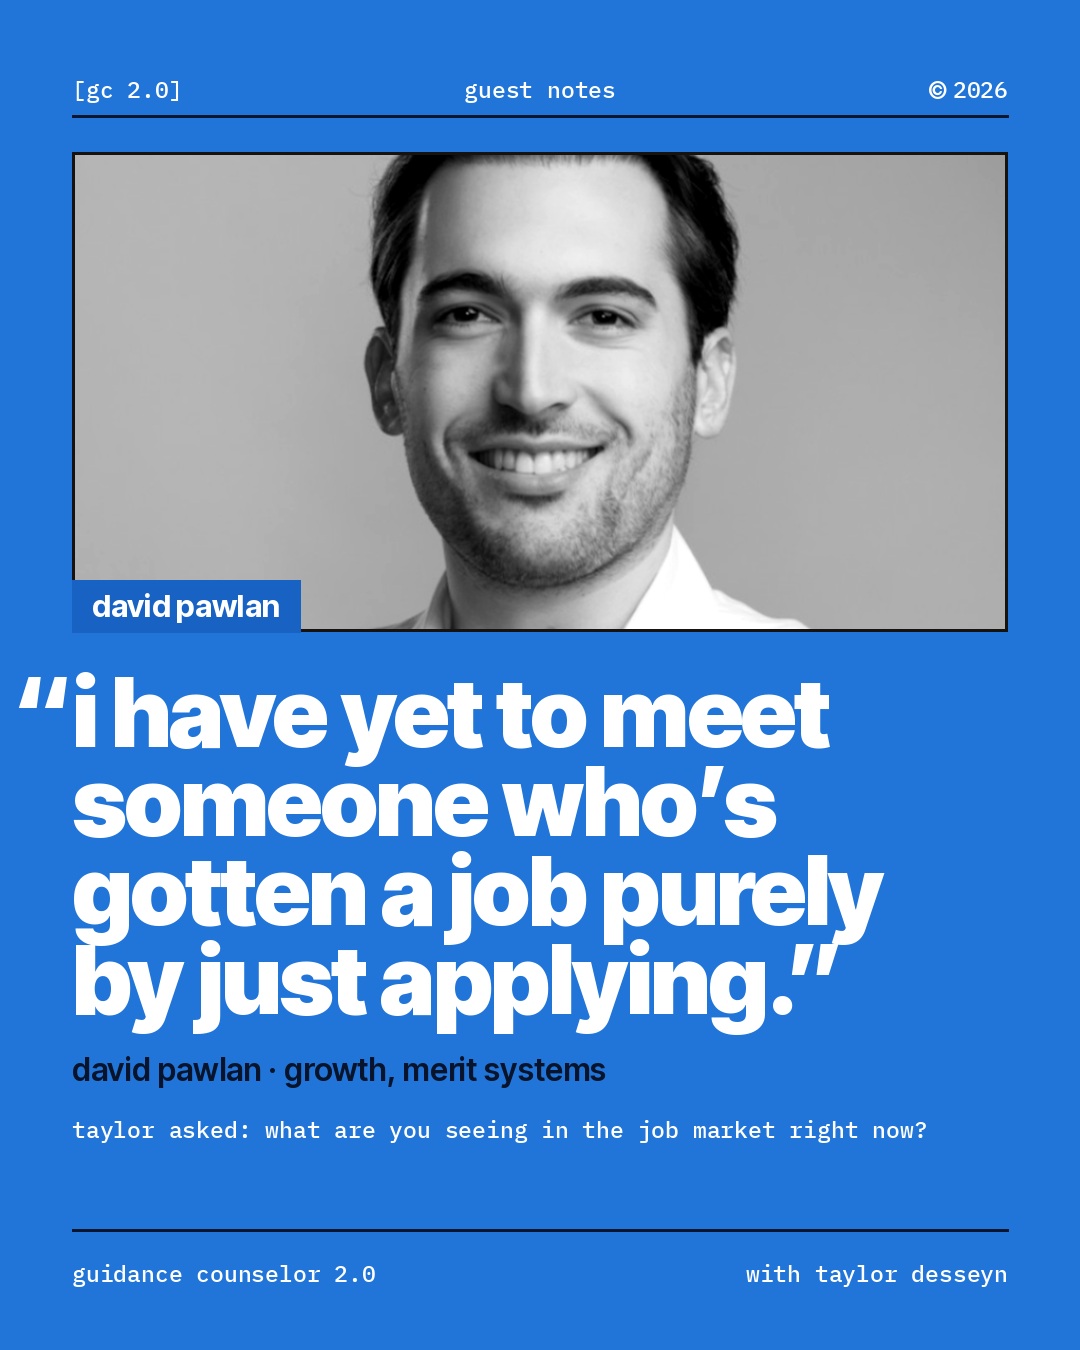 [gc 2.0]
guest notes
© 2026
david pawlan
“i have yet to meet
someone who’s
gotten a job purely
by just applying.”
david pawlan · growth, merit systems
taylor asked: what are you seeing in the job market right now?
guidance counselor 2.0
with taylor desseyn